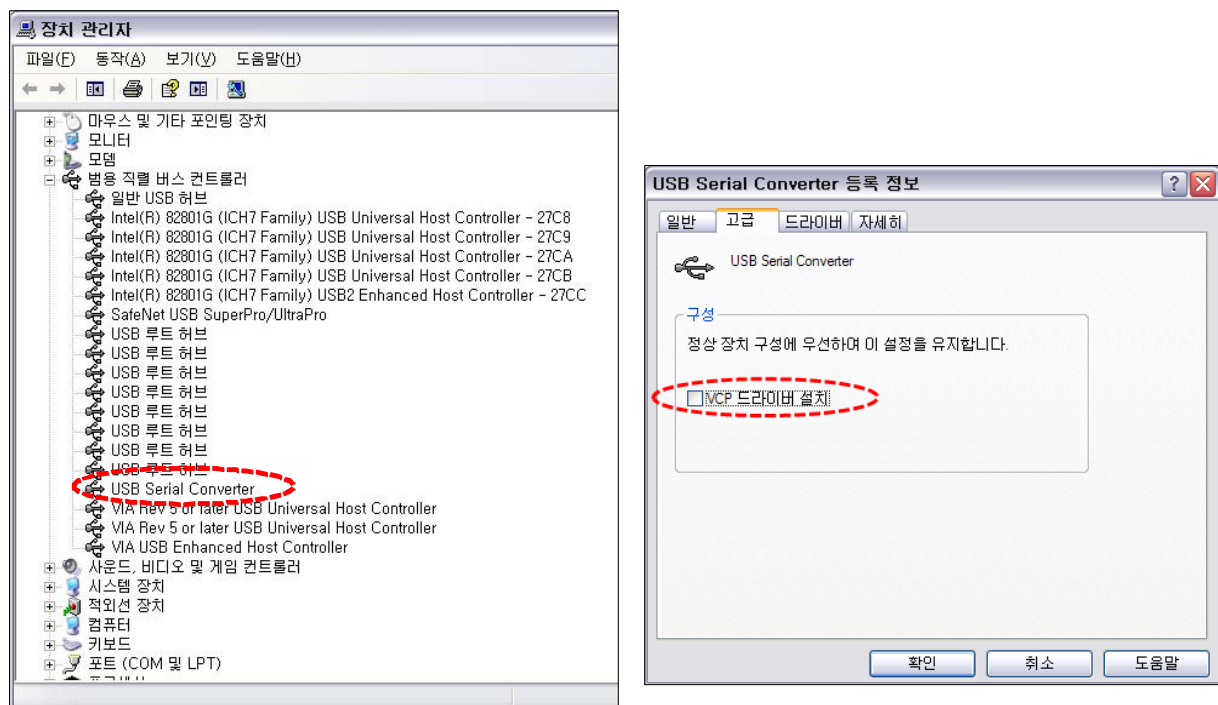 장치 관리자
파일(F) 동작(A) 보기(V) 도움말(H)
마우스 및 기타 포인팅 장치
모니터
모뎀
범용 직렬 버스 컨트롤러
일반 USB 허브
Intel(R) 82801G (ICH7 Family) USB Universal Host Controller - 27C8
Intel(R) 82801G (ICH7 Family) USB Universal Host Controller - 27C9
Intel(R) 82801G (ICH7 Family) USB Universal Host Controller - 27CA
Intel(R) 82801G (ICH7 Family) USB Universal Host Controller - 27CB
Intel(R) 82801G (ICH7 Family) USB2 Enhanced Host Controller - 27CC
SafeNet USB SuperPro/UltraPro
USB 루트 허브
USB 루트 허브
USB 루트 허브
USB 루트 허브
USB 루트 허브
USB 루트 허브
USB 루트 허브
USB 루트 허브
USB Serial Converter
VIA Rev 5 or later USB Universal Host Controller
VIA Rev 5 or later USB Universal Host Controller
VIA USB Enhanced Host Controller
사운드, 비디오 및 게임 컨트롤러
시스템 장치
적외선 장치
컴퓨터
키보드
포트 (COM 및 LPT)
USB Serial Converter 등록 정보
일반 고급 드라이버 자세히
USB Serial Converter
구성
정상 장치 구성에 우선하며 이 설정을 유지합니다.
VCP 드라이버 설치
확인 취소 도움말